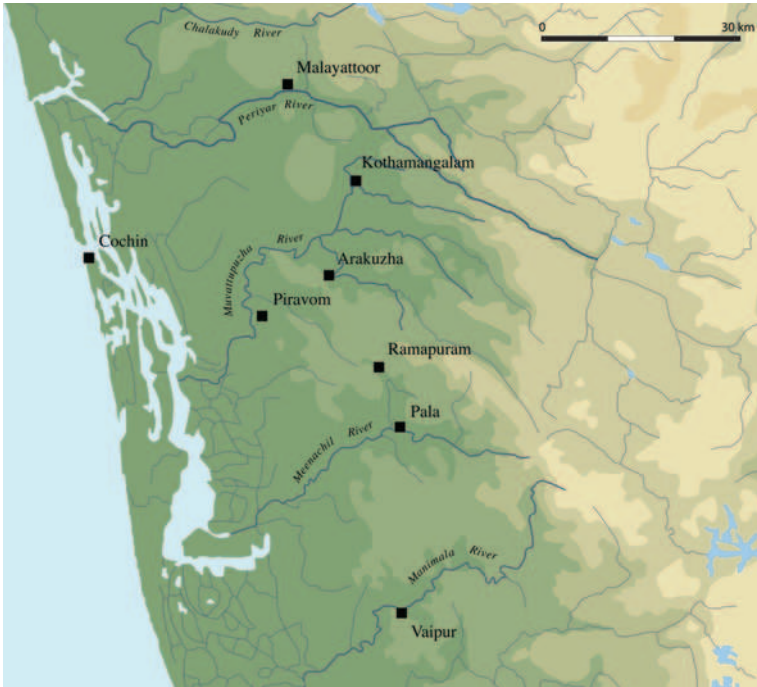 Chalakudy River
0 30 km
Malayattoor
Periyar River
Kothamangalam
Cochin
Muvattupuzha River
Arakuzha
Piravom
Ramapuram
Pala
Meenachil River
Manimala River
Vaipur